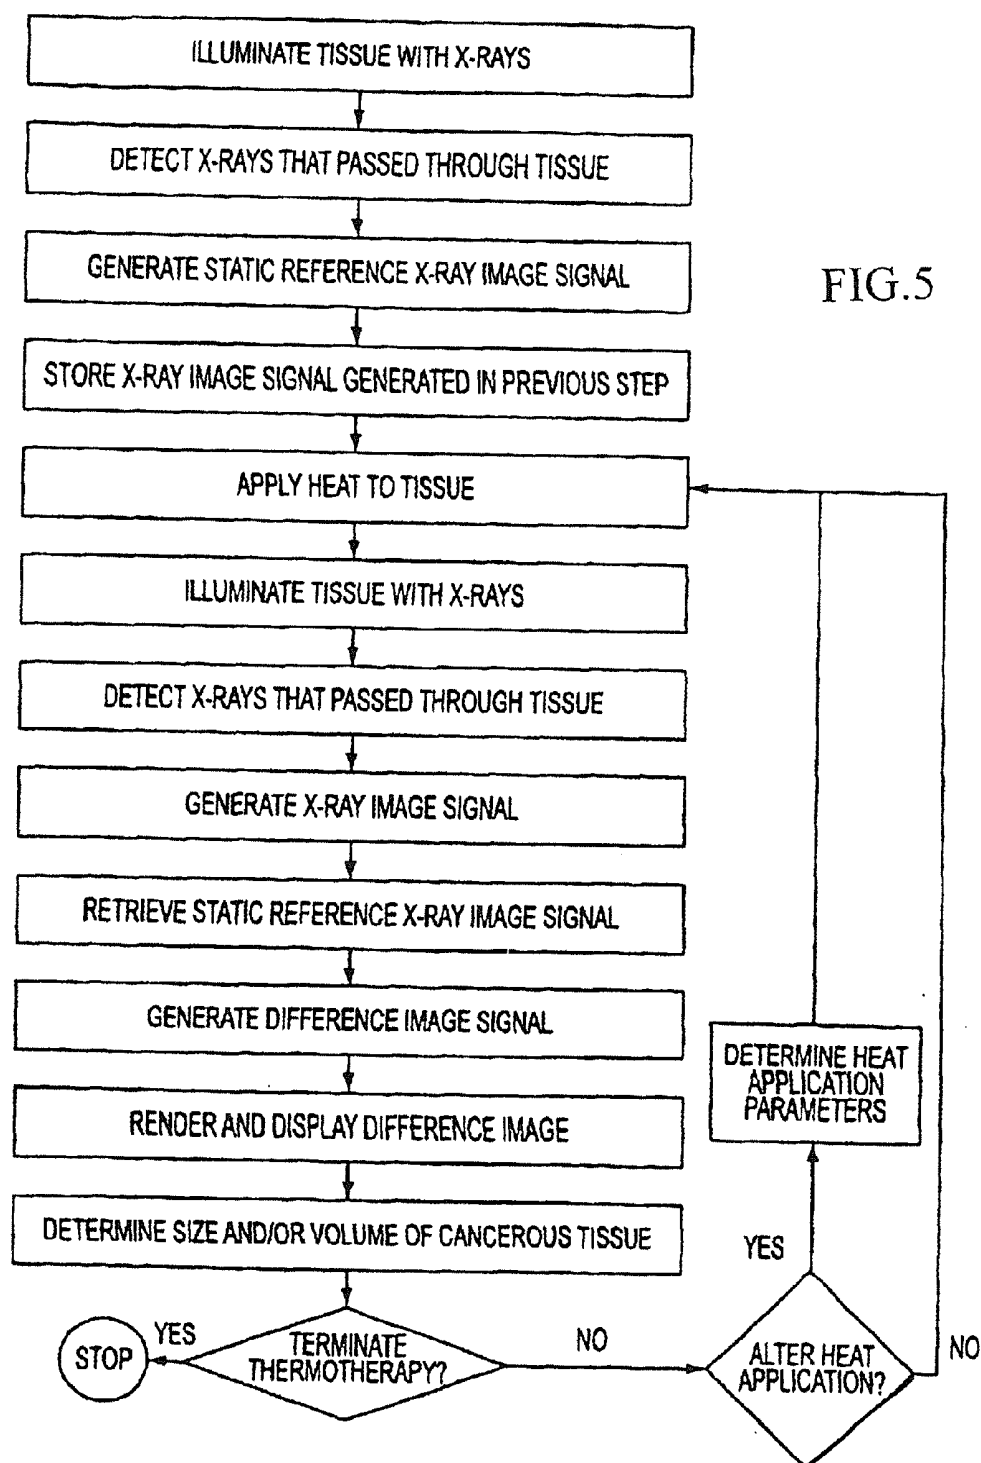 ILLUMINATE TISSUE WITH X-RAYS
DETECT X-RAYS THAT PASSED THROUGH TISSUE
GENERATE STATIC REFERENCE X-RAY IMAGE SIGNAL
FIG.5
STORE X-RAY IMAGE SIGNAL GENERATED IN PREVIOUS STEP
APPLY HEAT TO TISSUE
ILLUMINATE TISSUE WITH X-RAYS
DETECT X-RAYS THAT PASSED THROUGH TISSUE
GENERATE X-RAY IMAGE SIGNAL
RETRIEVE STATIC REFERENCE X-RAY IMAGE SIGNAL
GENERATE DIFFERENCE IMAGE SIGNAL
RENDER AND DISPLAY DIFFERENCE IMAGE
DETERMINE SIZE AND/OR VOLUME OF CANCEROUS TISSUE
TERMINATE
THERMOTHERAPY?
YES
STOP
NO
ALTER HEAT
APPLICATION?
YES
NO
DETERMINE HEAT
APPLICATION
PARAMETERS